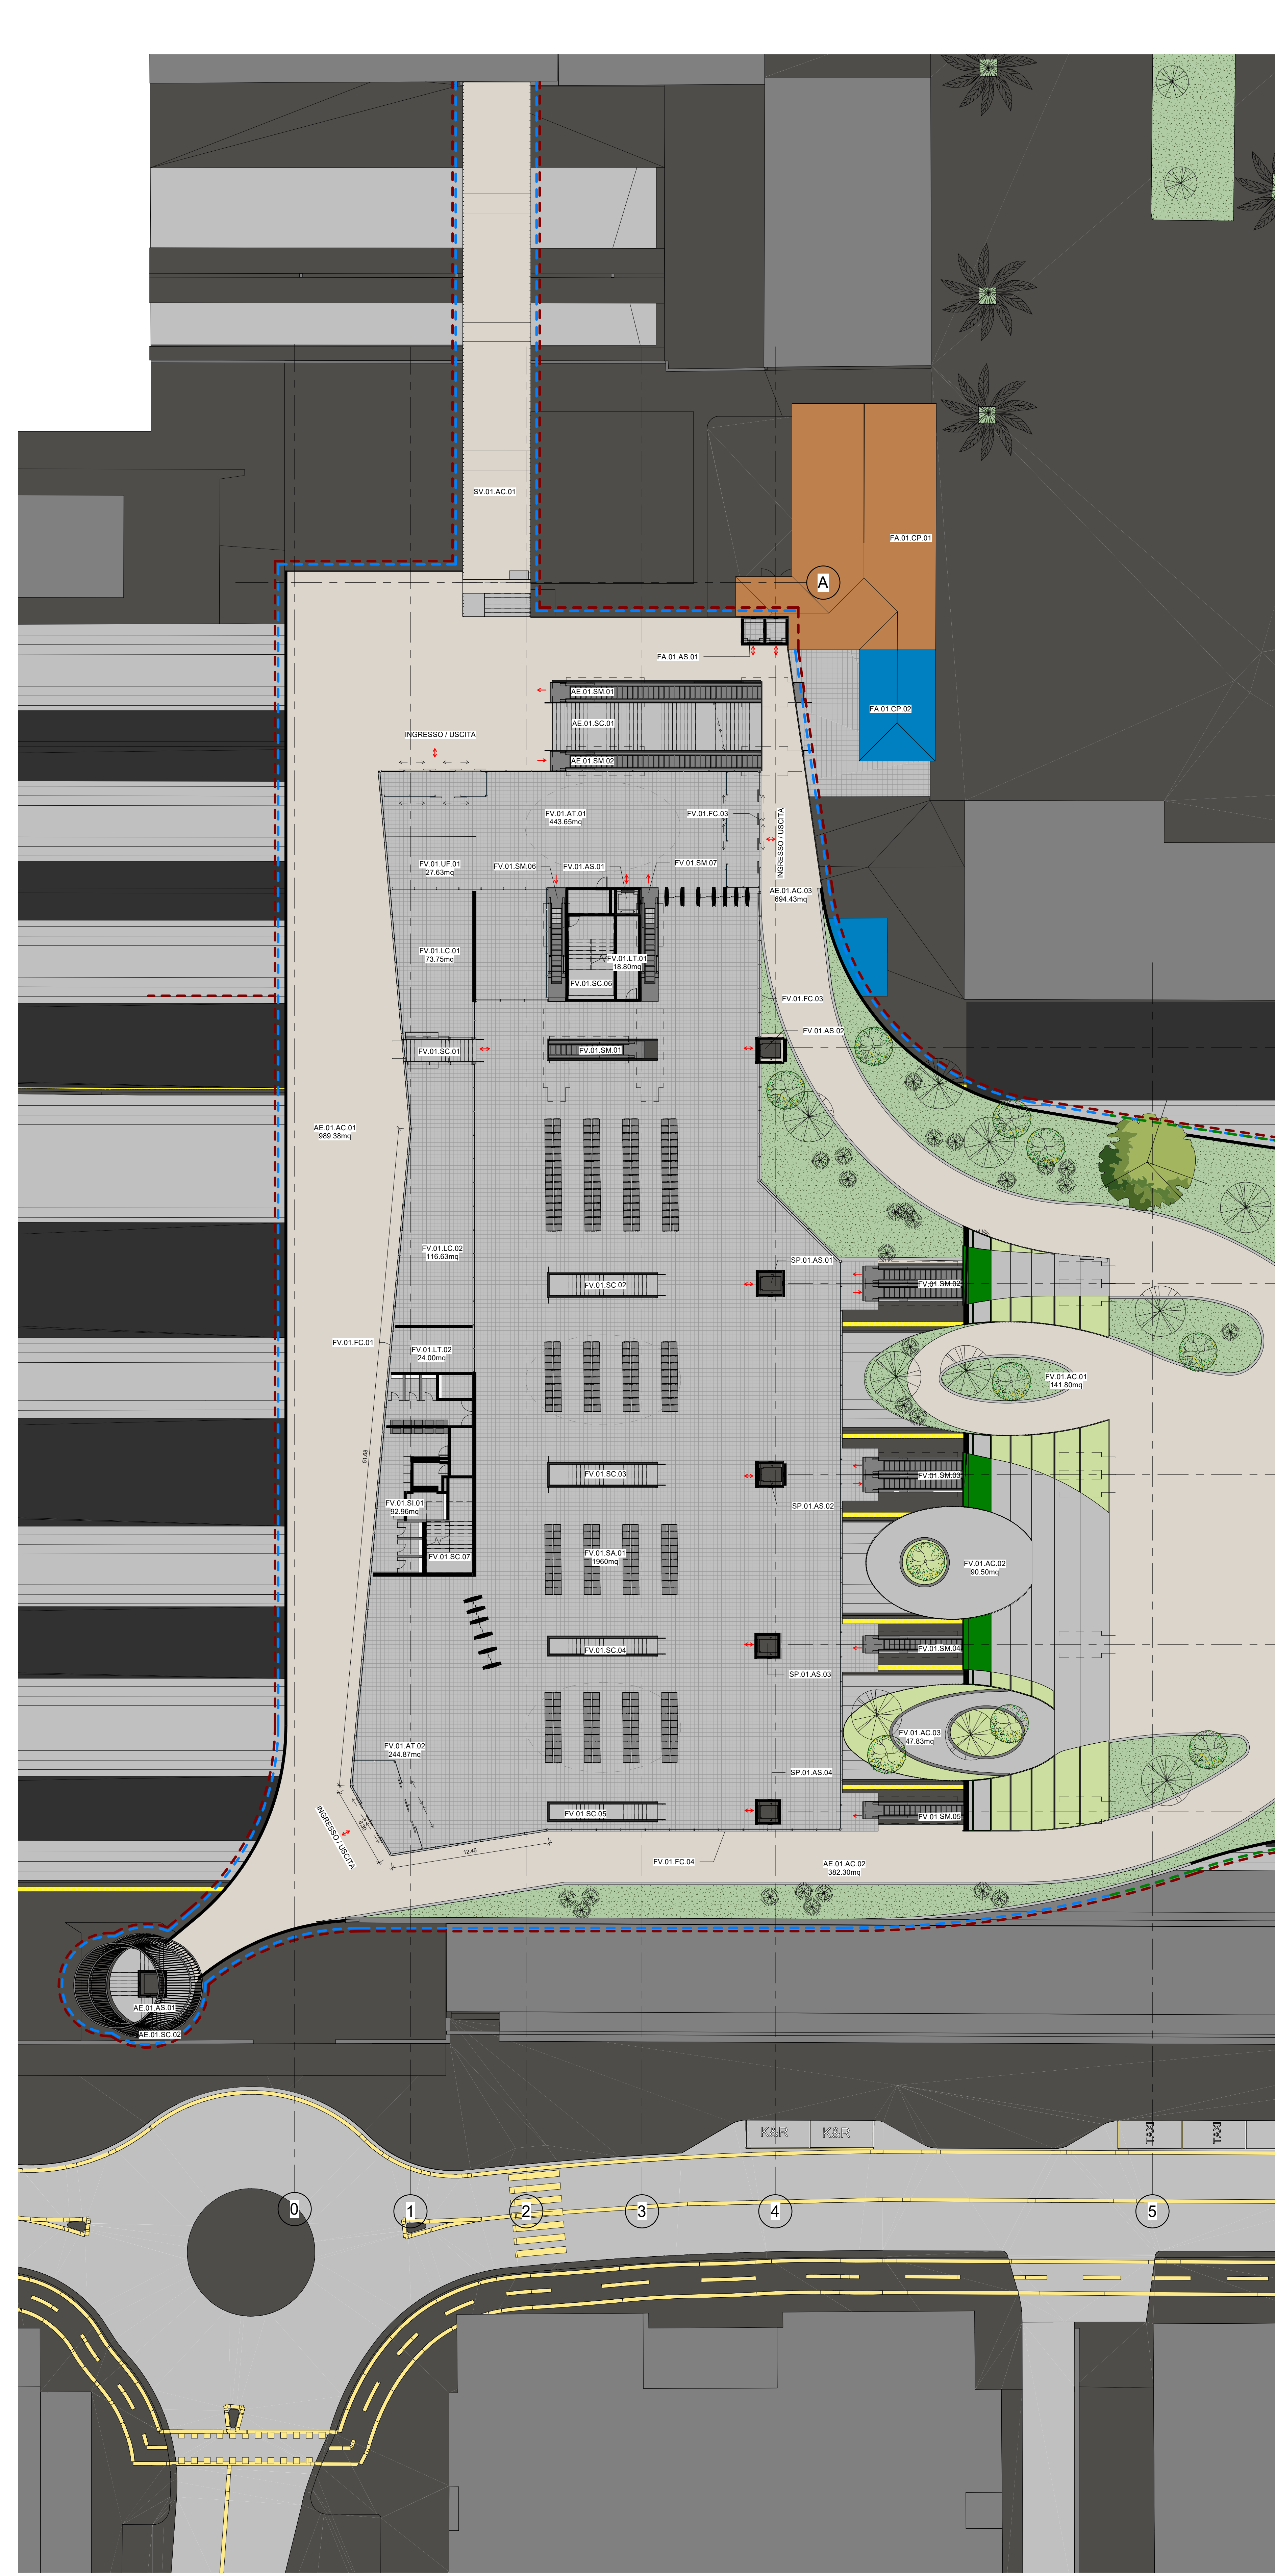 SV.01.AC.01
FA.01.CP.01
A
FA.01.AS.01
AE.01.SM.01
FA.01.CP.02
AE.01.SC.01
INGRESSO / USCITA
AE.01.SM.02
FV.01.AT.01
443.65mq
FV.01.FC.03
INGRESSO / USCITA
FV.01.UF.01
27.63mq
FV.01.SM.06
FV.01.AS.01
FV.01.SM.07
AE.01.AC.03
694.43mq
FV.01.LC.01
73.75mq
FV.01.LT.01
18.80mq
FV.01.SC.06
FV.01.FC.03
FV.01.AS.02
FV.01.SC.01
FV.01.SM.01
AE.01.AC.01
989.38mq
FV.01.LC.02
116.63mq
SP.01.AS.01
FV.01.SC.02
FV.01.SM.02
FV.01.FC.01
FV.01.LT.02
24.00mq
FV.01.AC.01
141.80mq
51.68
FV.01.SC.03
FV.01.SM.03
FV.01.SI.01
92.96mq
SP.01.AS.02
FV.01.SC.07
FV.01.SA.01
1960mq
FV.01.AC.02
90.50mq
FV.01.SC.04
FV.01.SM.04
SP.01.AS.03
FV.01.AT.02
244.87mq
FV.01.AC.03
47.83mq
SP.01.AS.04
FV.01.SC.05
FV.01.SM.05
INGRESSO / USCITA
12.45
FV.01.FC.04
AE.01.AC.02
382.30mq
AE.01.AS.01
AE.01.SC.02
K&R
K&R
TAXI
TAXI
0
1
2
3
4
5